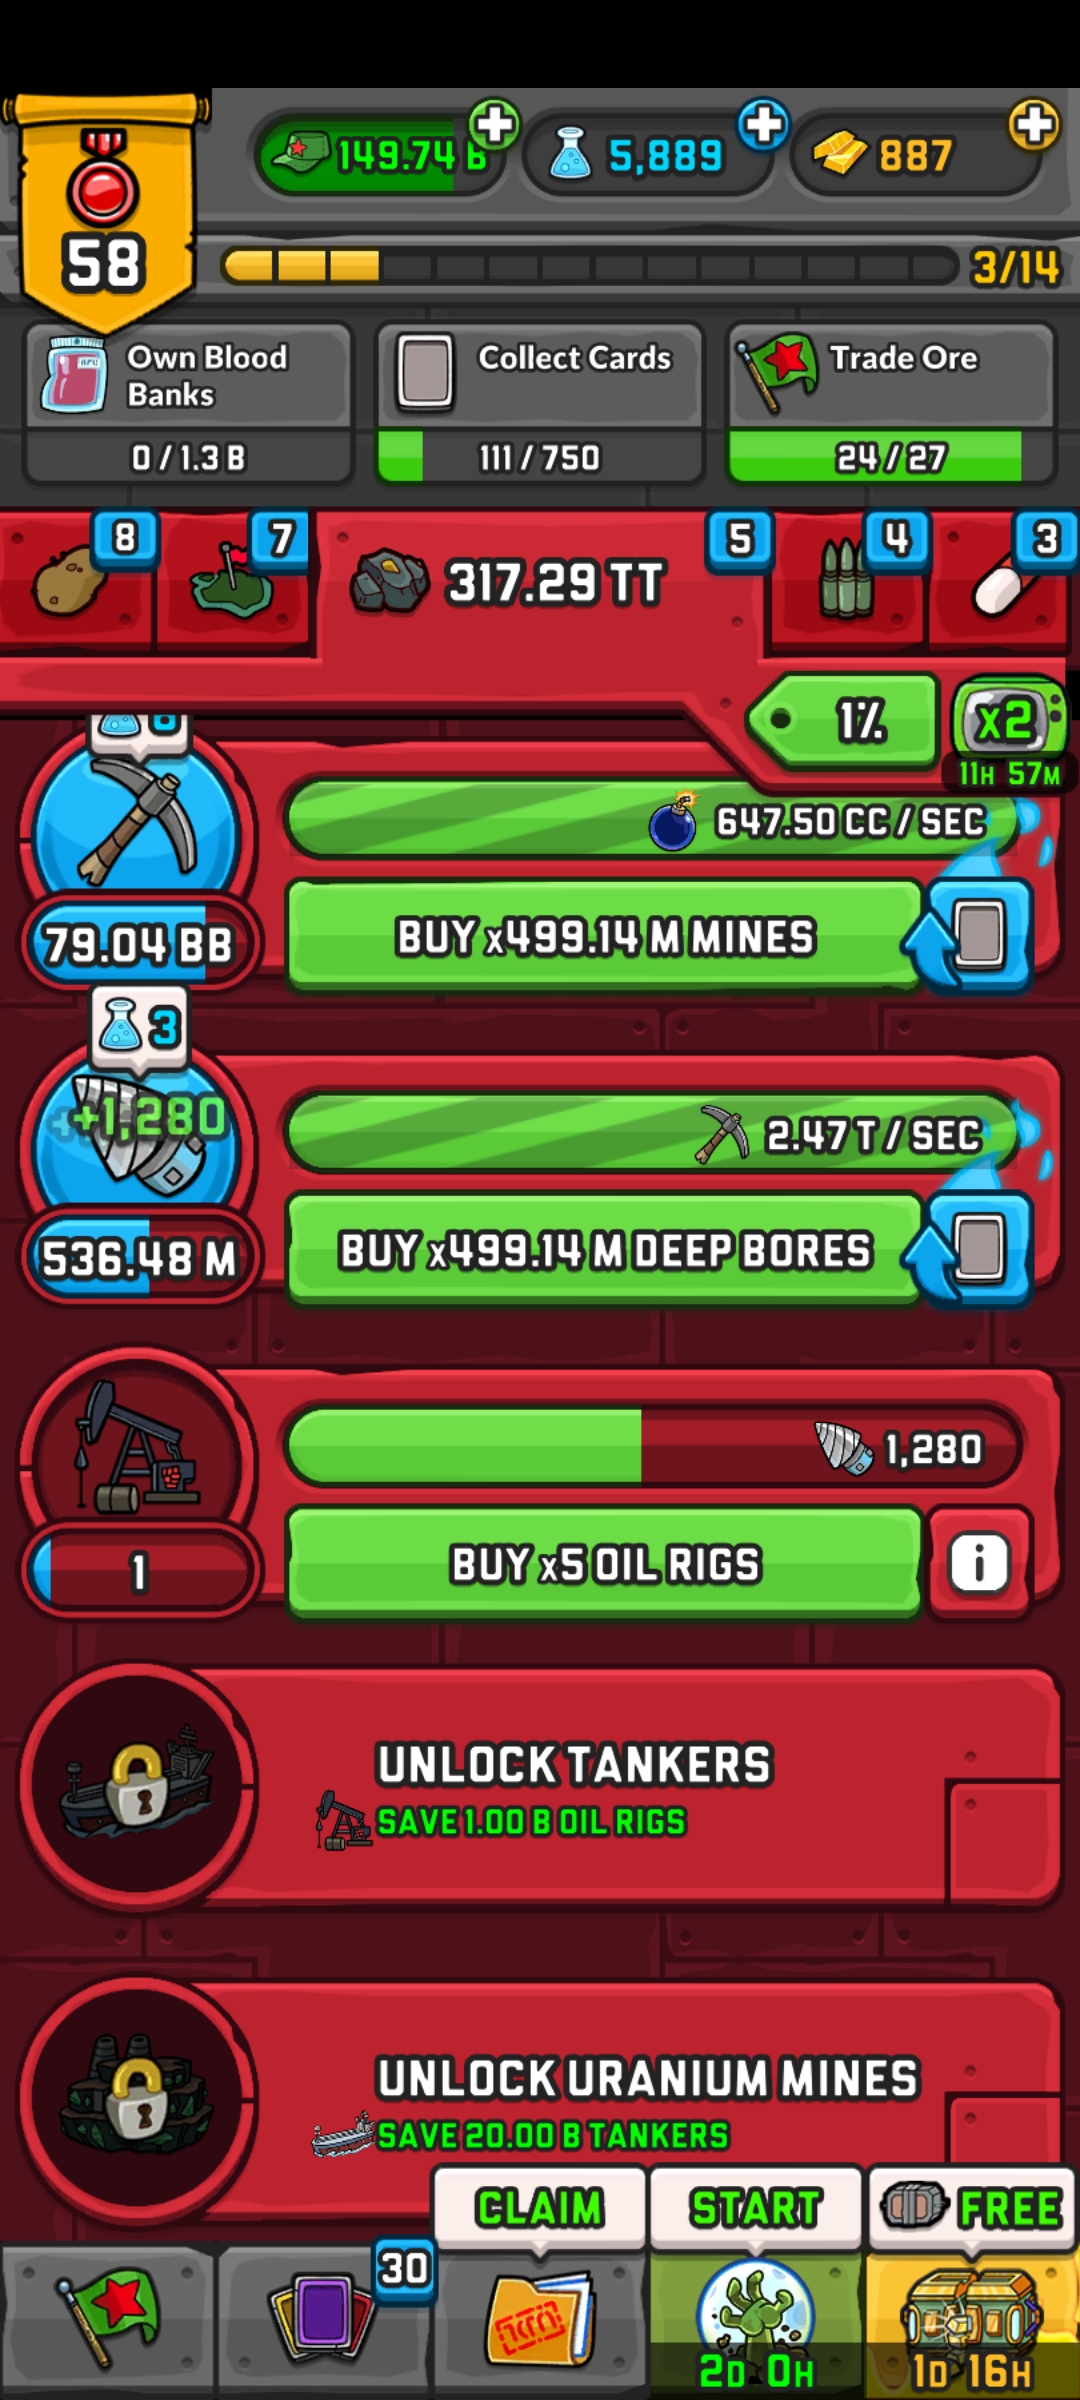 149.74 B
5,889
887
58
3/14
Own Blood
Banks
0 / 1.3 B
Collect Cards
111 / 750
Trade Ore
24 / 27
8
7
317.29 TT
5
4
3
1%
x2
11H 57M
647.50 CC / SEC
79.04 BB
BUY x499.14 M MINES
3
+1,280
2.47 T / SEC
536.48 M
BUY x499.14 M DEEP BORES
1,280
1
BUY x5 OIL RIGS
i
UNLOCK TANKERS
SAVE 1.00 B OIL RIGS
UNLOCK URANIUM MINES
SAVE 20.00 B TANKERS
CLAIM
START
FREE
30
2D 0H
1D 16H